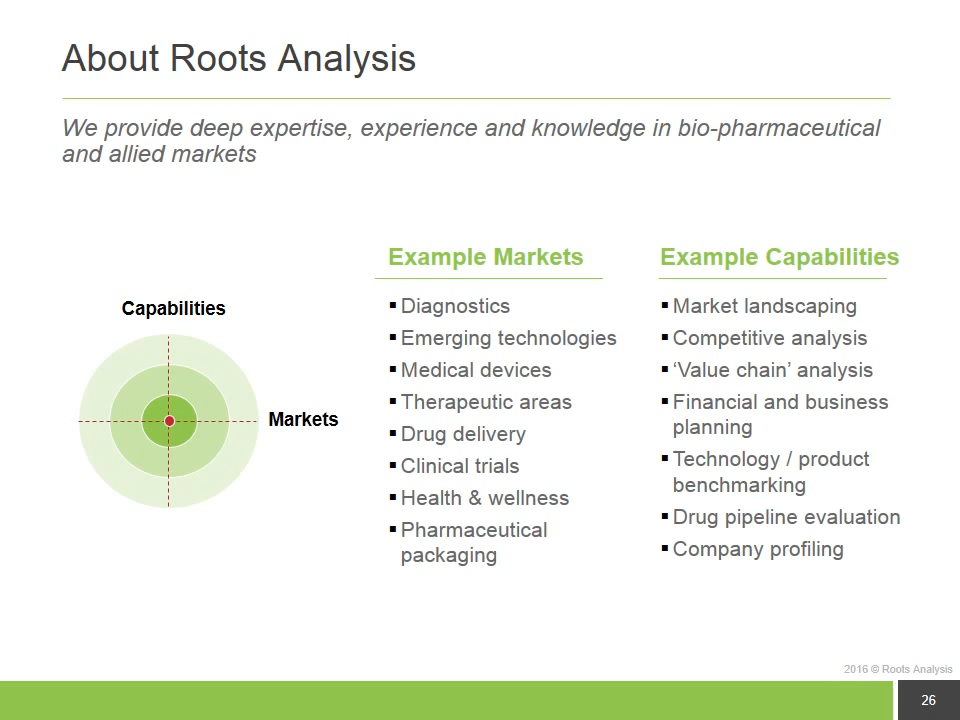 About Roots Analysis
We provide deep expertise, experience and knowledge in bio-pharmaceutical
and allied markets
Capabilities
Markets
Example Markets
▪ Diagnostics
▪ Emerging technologies
▪ Medical devices
▪ Therapeutic areas
▪ Drug delivery
▪ Clinical trials
▪ Health & wellness
▪ Pharmaceutical
packaging
Example Capabilities
▪ Market landscaping
▪ Competitive analysis
▪ ‘Value chain’ analysis
▪ Financial and business
planning
▪ Technology / product
benchmarking
▪ Drug pipeline evaluation
▪ Company profiling
2016 © Roots Analysis
26